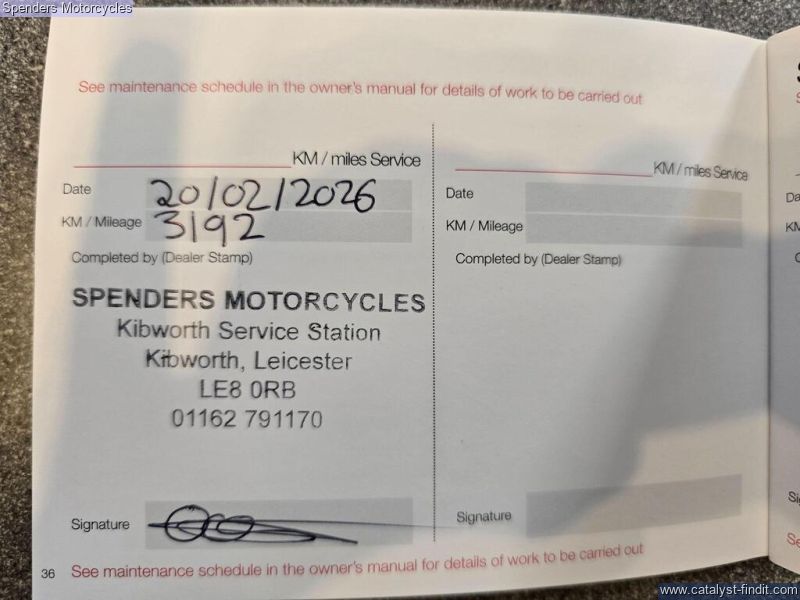 Spenders Motorcycles
See maintenance schedule in the owner's manual for details of work to be carried out
KM / miles Service
Date 20/02/2026
KM / Mileage 3192
Completed by (Dealer Stamp)
SPENDERS MOTORCYCLES
Kibworth Service Station
Kibworth, Leicester
LE8 0RB
01162 791170
Signature
KM / miles Service
Date
KM / Mileage
Completed by (Dealer Stamp)
Signature
36 See maintenance schedule in the owner's manual for details of work to be carried out
www.catalyst-findit.com